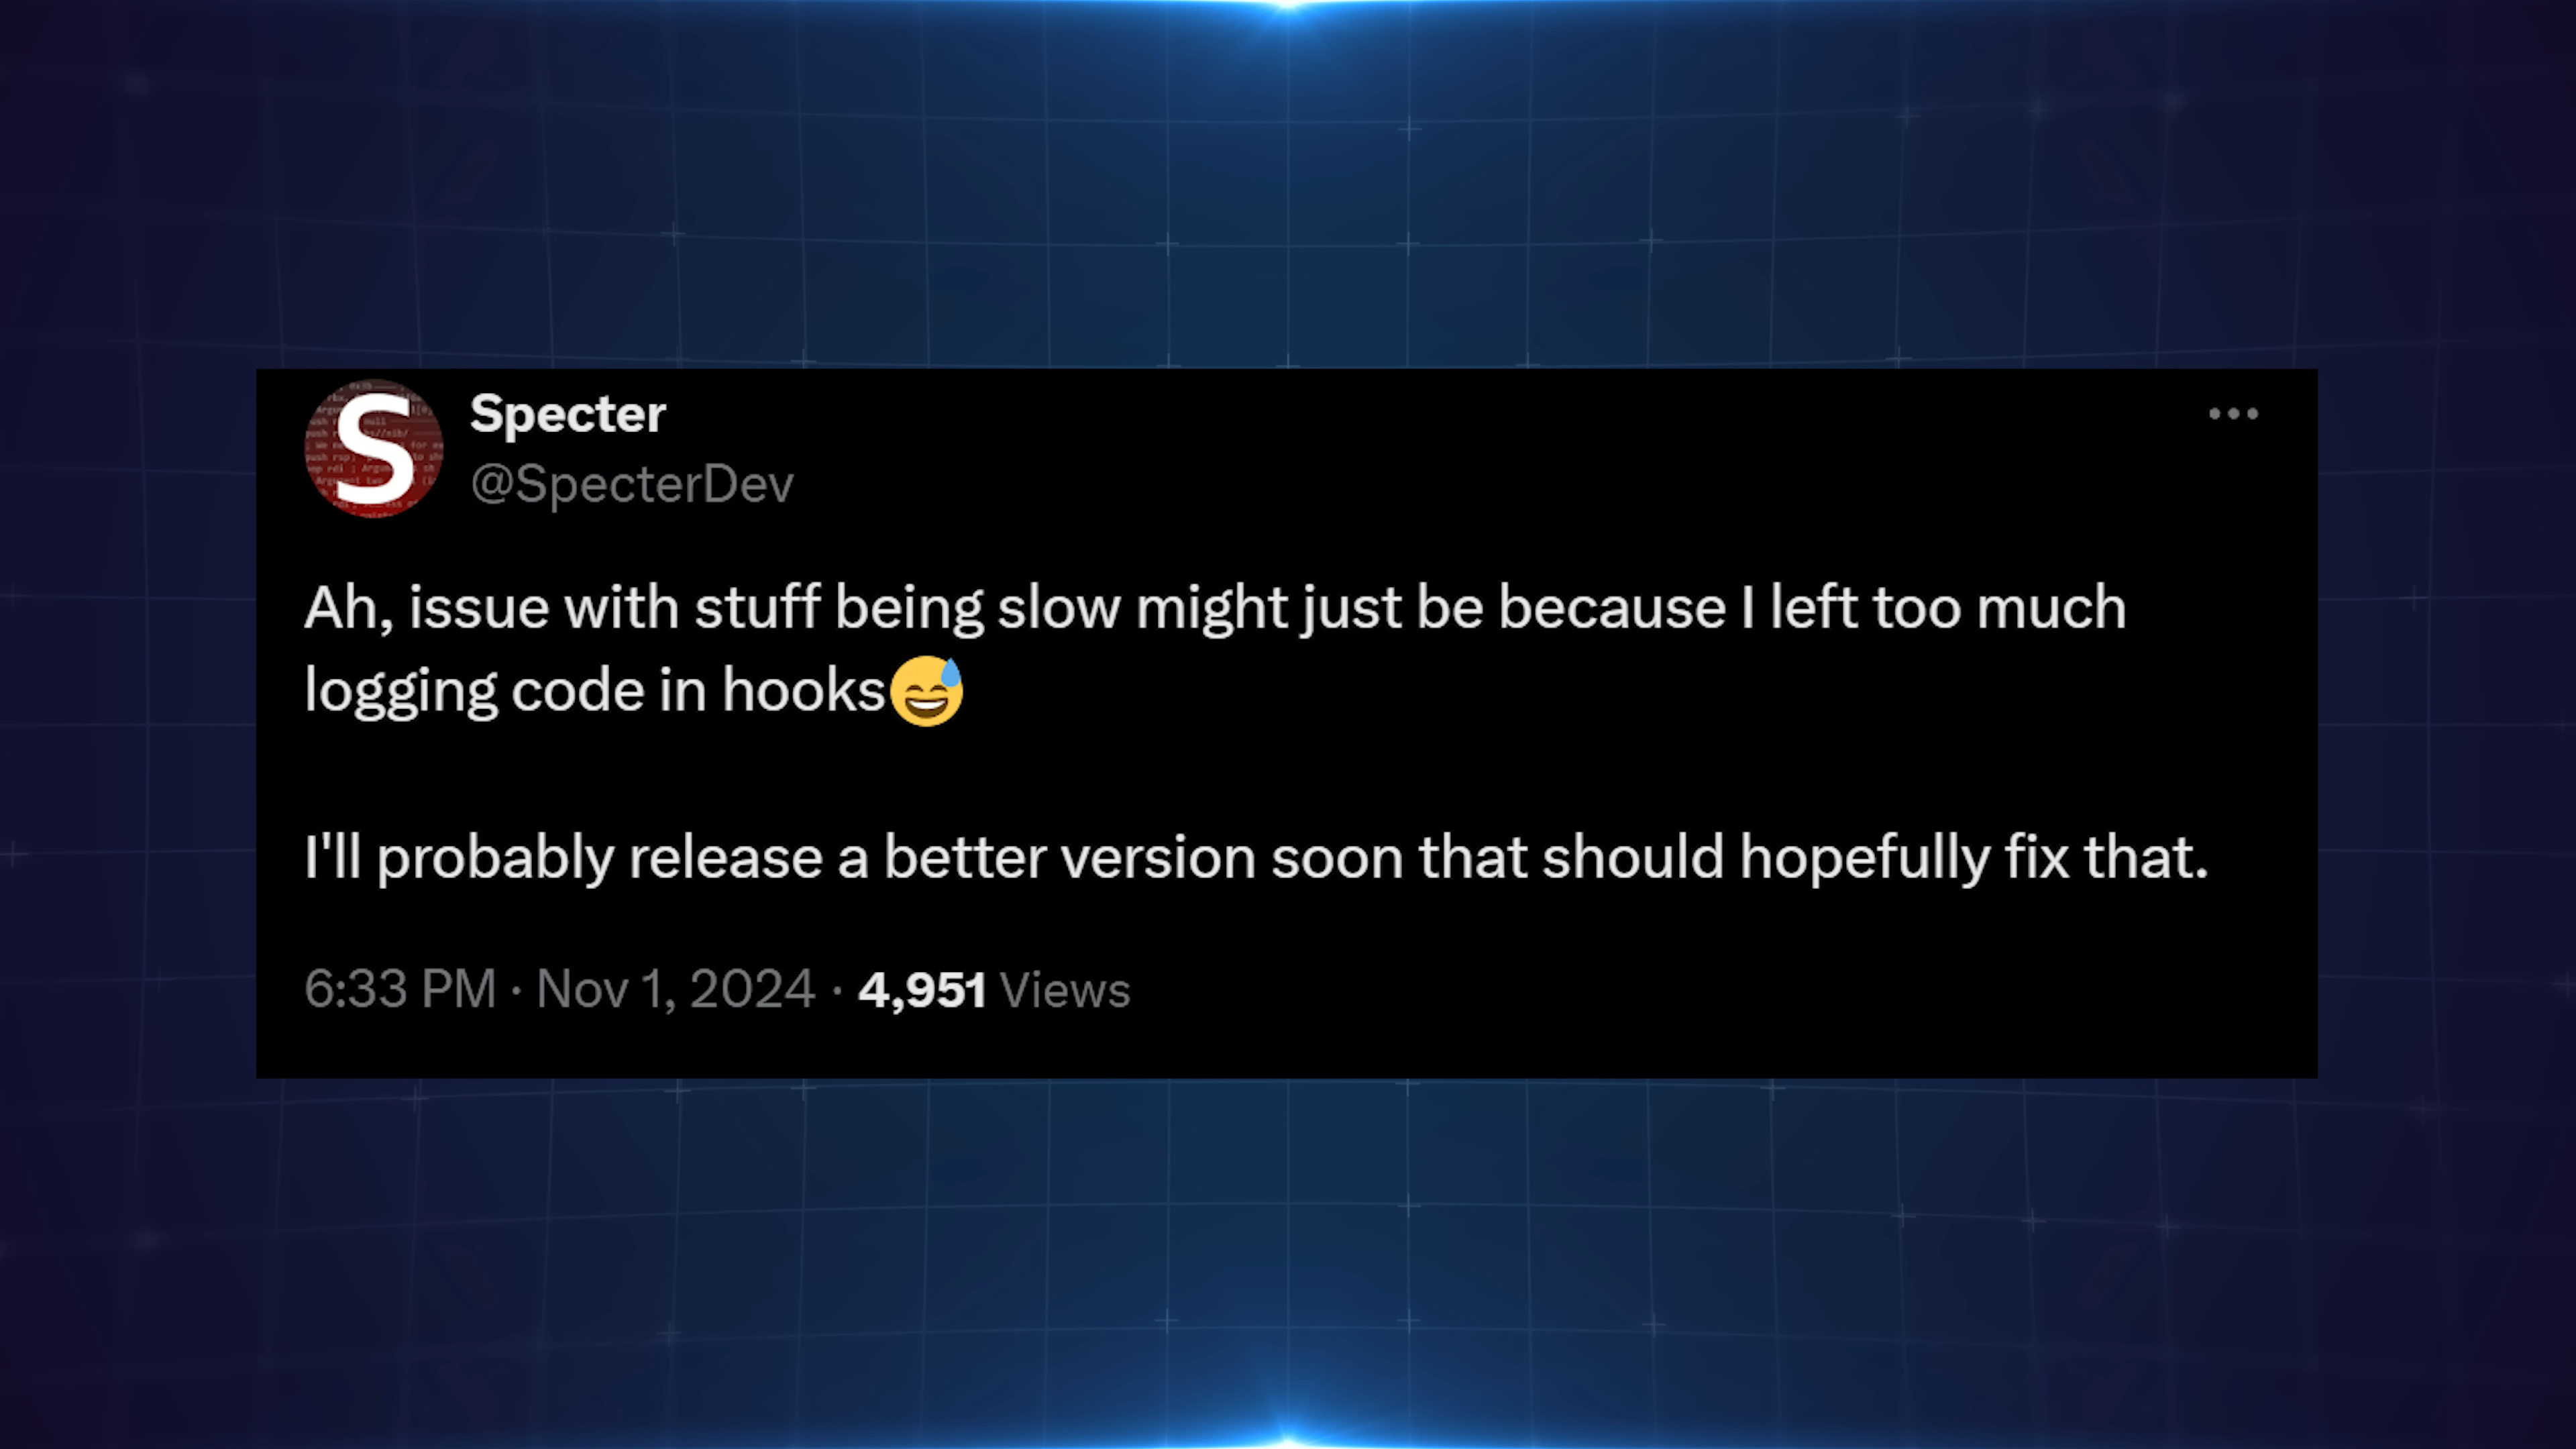 S
Specter
@SpecterDev
Ah, issue with stuff being slow might just be because I left too much
logging code in hooks😅
I'll probably release a better version soon that should hopefully fix that.
6:33 PM · Nov 1, 2024 · 4,951 Views